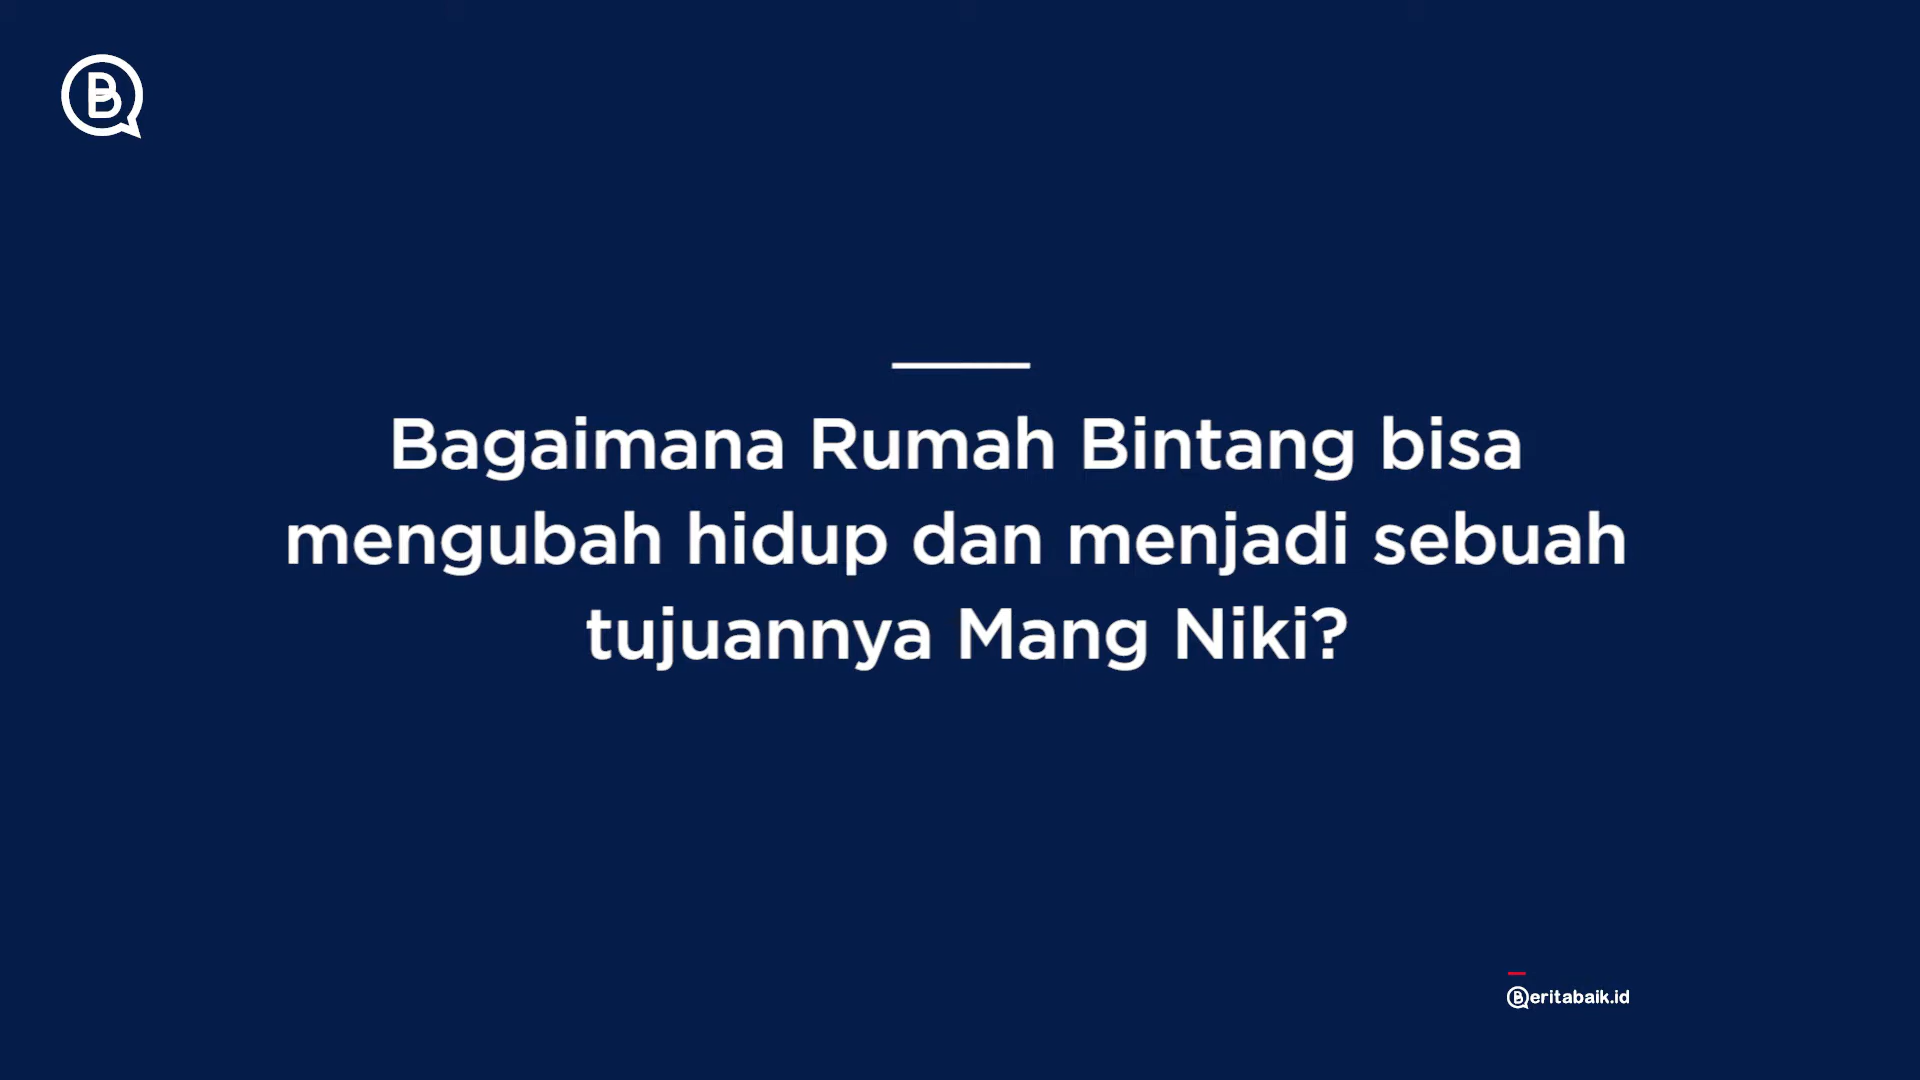 B
Bagaimana Rumah Bintang bisa
mengubah hidup dan menjadi sebuah
tujuannya Mang Niki?
Beritabaik.id